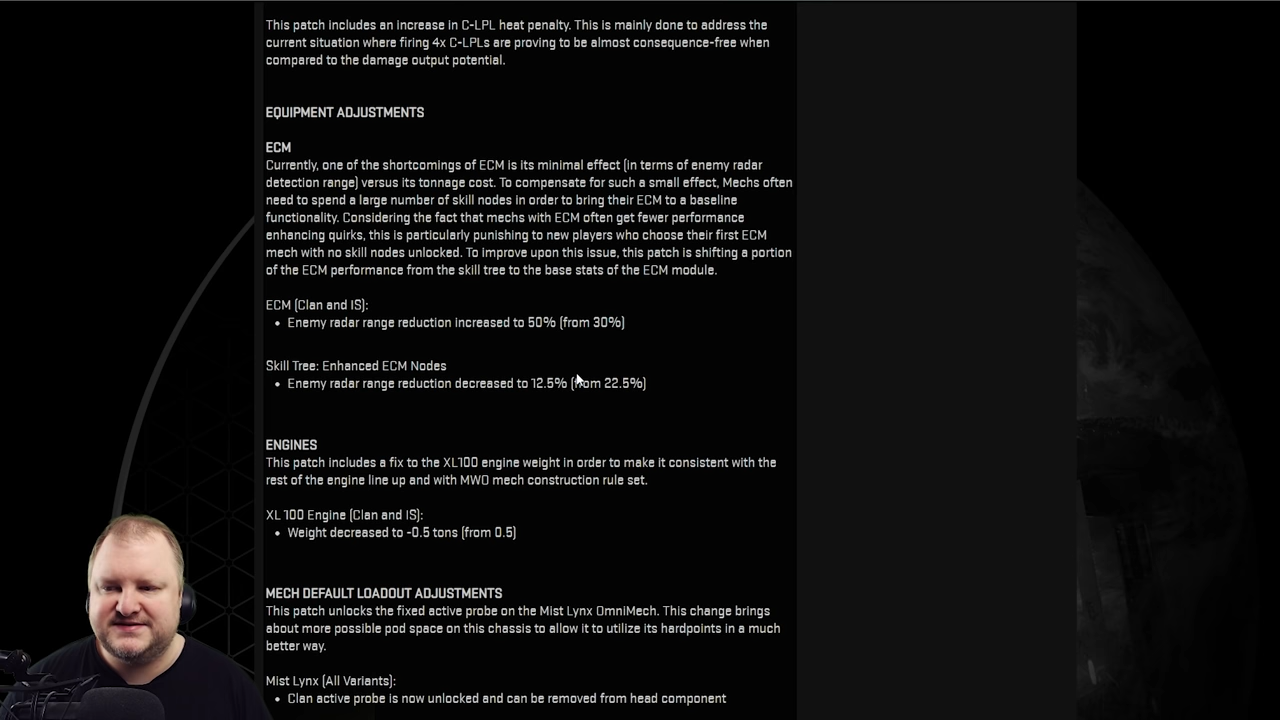 This patch includes an increase in C-LPL heat penalty. This is mainly done to address the
current situation where firing 4x C-LPLs are proving to be almost consequence-free when
compared to the damage output potential.
EQUIPMENT ADJUSTMENTS
ECM
Currently, one of the shortcomings of ECM is its minimal effect (in terms of enemy radar
detection range) versus its tonnage cost. To compensate for such a small effect, Mechs often
need to spend a large number of skill nodes in order to bring their ECM to a baseline
functionality. Considering the fact that mechs with ECM often get fewer performance
enhancing quirks, this is particularly punishing to new players who choose their first ECM
mech with no skill nodes unlocked. To improve upon this issue, this patch is shifting a portion
of the ECM performance from the skill tree to the base stats of the ECM module.
ECM (Clan and IS):
• Enemy radar range reduction increased to 50% (from 30%)
Skill Tree: Enhanced ECM Nodes
• Enemy radar range reduction decreased to 12.5% (from 22.5%)
ENGINES
This patch includes a fix to the XL100 engine weight in order to make it consistent with the
rest of the engine line up and with MWO mech construction rule set.
XL 100 Engine (Clan and IS):
• Weight decreased to -0.5 tons (from 0.5)
MECH DEFAULT LOADOUT ADJUSTMENTS
This patch unlocks the fixed active probe on the Mist Lynx OmniMech. This change brings
about more possible pod space on this chassis to allow it to utilize its hardpoints in a much
better way.
Mist Lynx (All Variants):
• Clan active probe is now unlocked and can be removed from head component